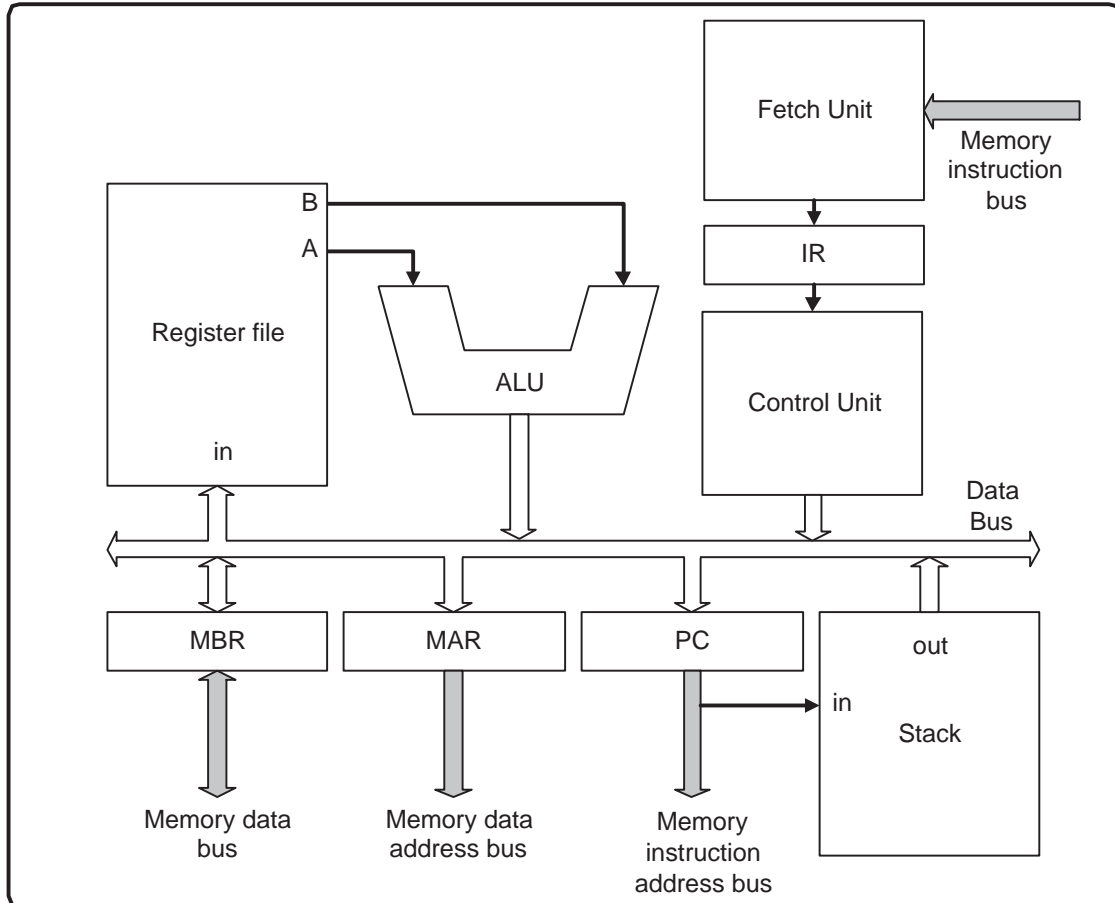 Fetch Unit
Memory
instruction
bus
B
A
IR
Register file
ALU
Control Unit
in
Data
Bus
MBR
MAR
PC
out
in
Stack
Memory data
bus
Memory data
address bus
Memory
instruction
address bus